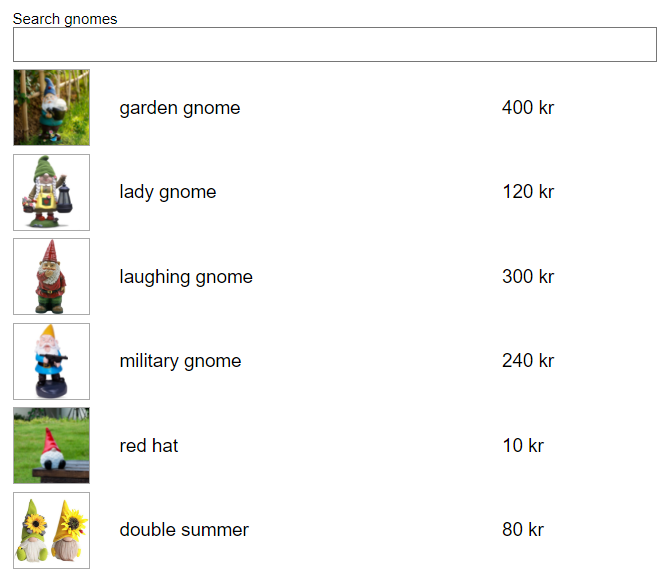 Search gnomes
garden gnome 400 kr
lady gnome 120 kr
laughing gnome 300 kr
military gnome 240 kr
red hat 10 kr
double summer 80 kr